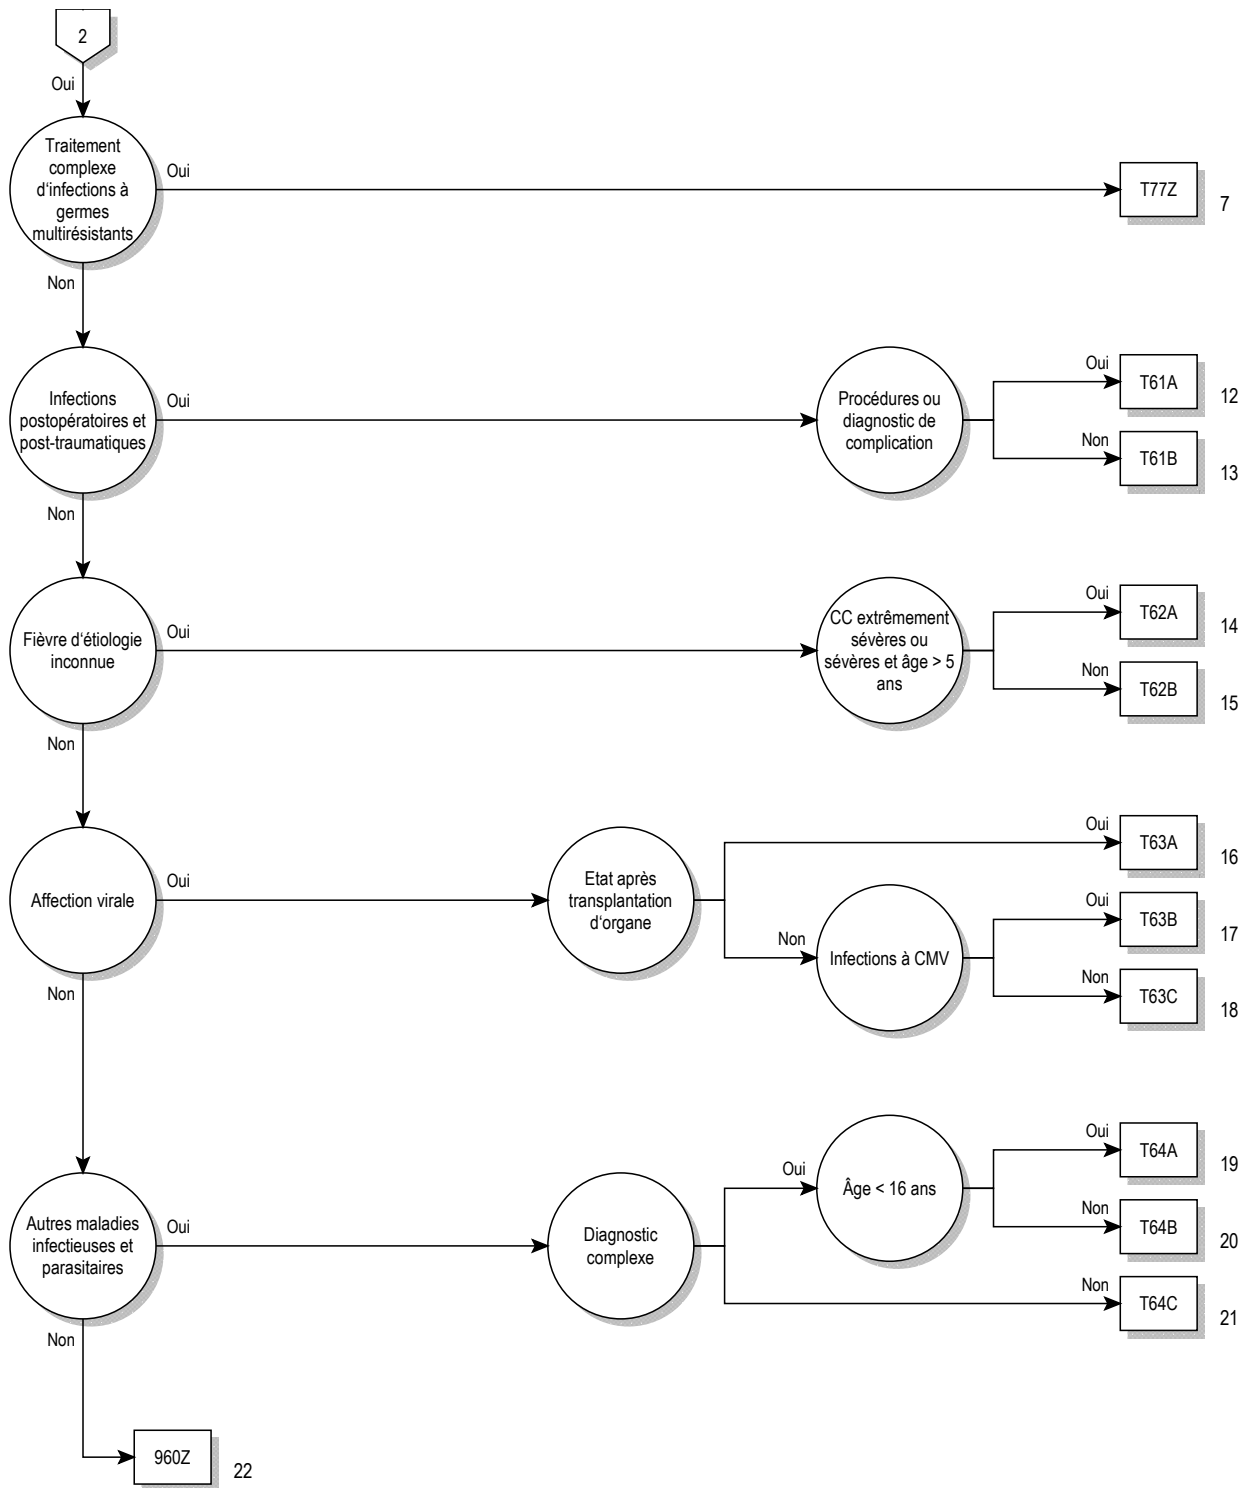 2
Oui
Traitement
complexe
d‘infections à
germes
multirésistants
Oui
T77Z
7
Non
Infections
postopératoires et
post-traumatiques
Oui
Procédures ou
diagnostic de
complication
Oui
T61A
12
Non
T61B
13
Non
Fièvre d‘étiologie
inconnue
Oui
CC extrêmement
sévères ou
sévères et âge > 5
ans
Oui
T62A
14
Non
T62B
15
Non
Affection virale
Oui
Etat après
transplantation
d‘organe
Oui
T63A
16
Non
Infections à CMV
Oui
T63B
17
Non
T63C
18
Non
Autres maladies
infectieuses et
parasitaires
Oui
Diagnostic
complexe
Oui
Âge < 16 ans
Oui
T64A
19
Non
T64B
20
Non
T64C
21
Non
960Z
22